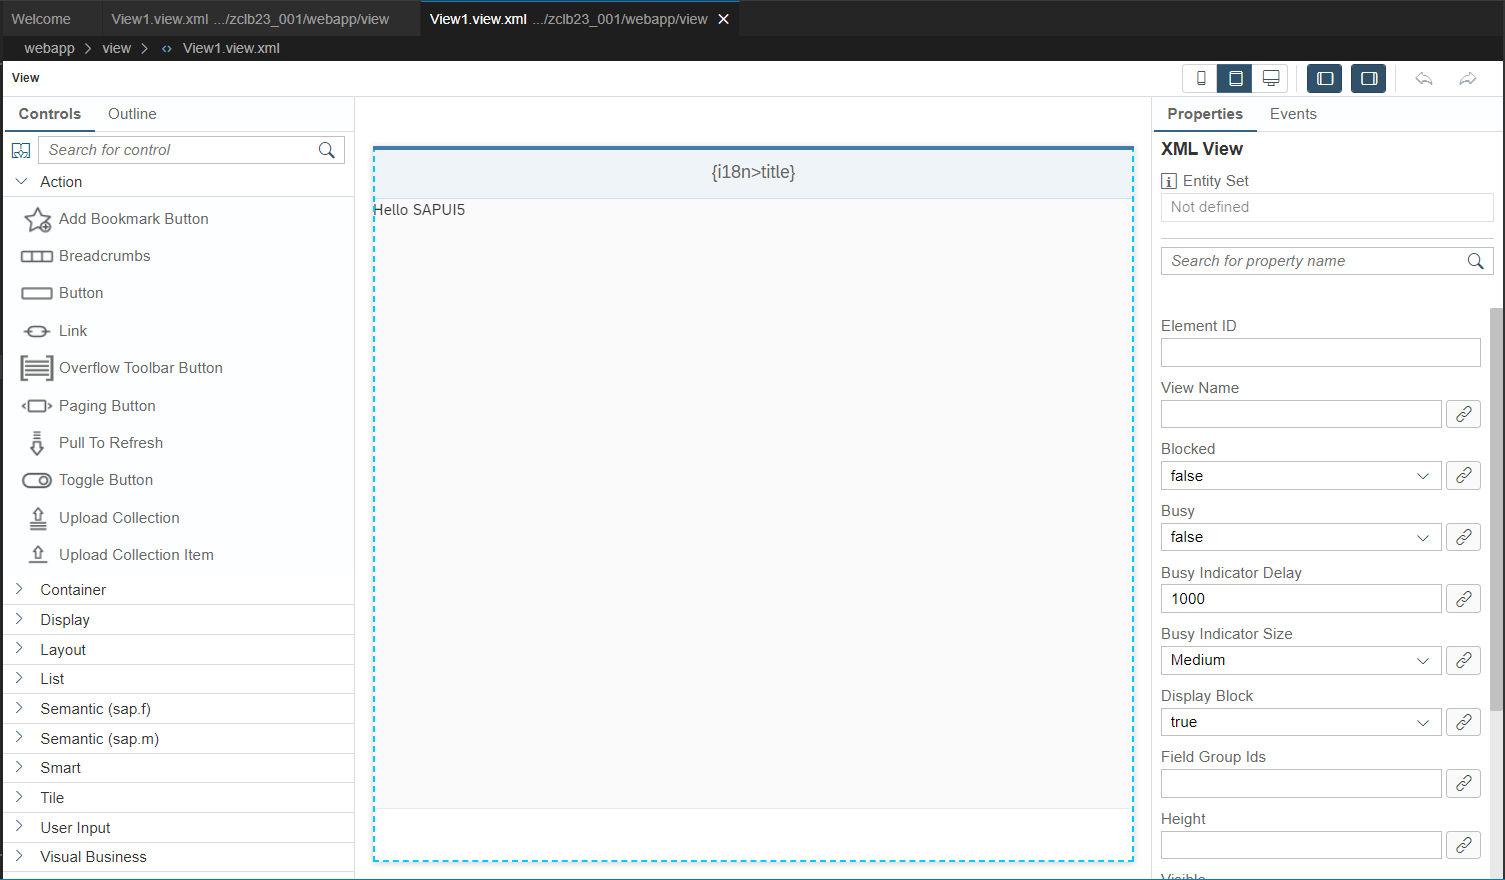 Welcome
View1.view.xml .../zclb23_001/webapp/view
View1.view.xml .../zclb23_001/webapp/view
webapp > view > <> View1.view.xml
View
Controls
Outline
Search for control
Action
Add Bookmark Button
Breadcrumbs
Button
Link
Overflow Toolbar Button
Paging Button
Pull To Refresh
Toggle Button
Upload Collection
Upload Collection Item
Container
Display
Layout
List
Semantic (sap.f)
Semantic (sap.m)
Smart
Tile
User Input
Visual Business
{i18n>title}
Hello SAPUI5
Properties
Events
XML View
Entity Set
Not defined
Search for property name
Element ID
View Name
Blocked
false
Busy
false
Busy Indicator Delay
1000
Busy Indicator Size
Medium
Display Block
true
Field Group Ids
Height
Visible